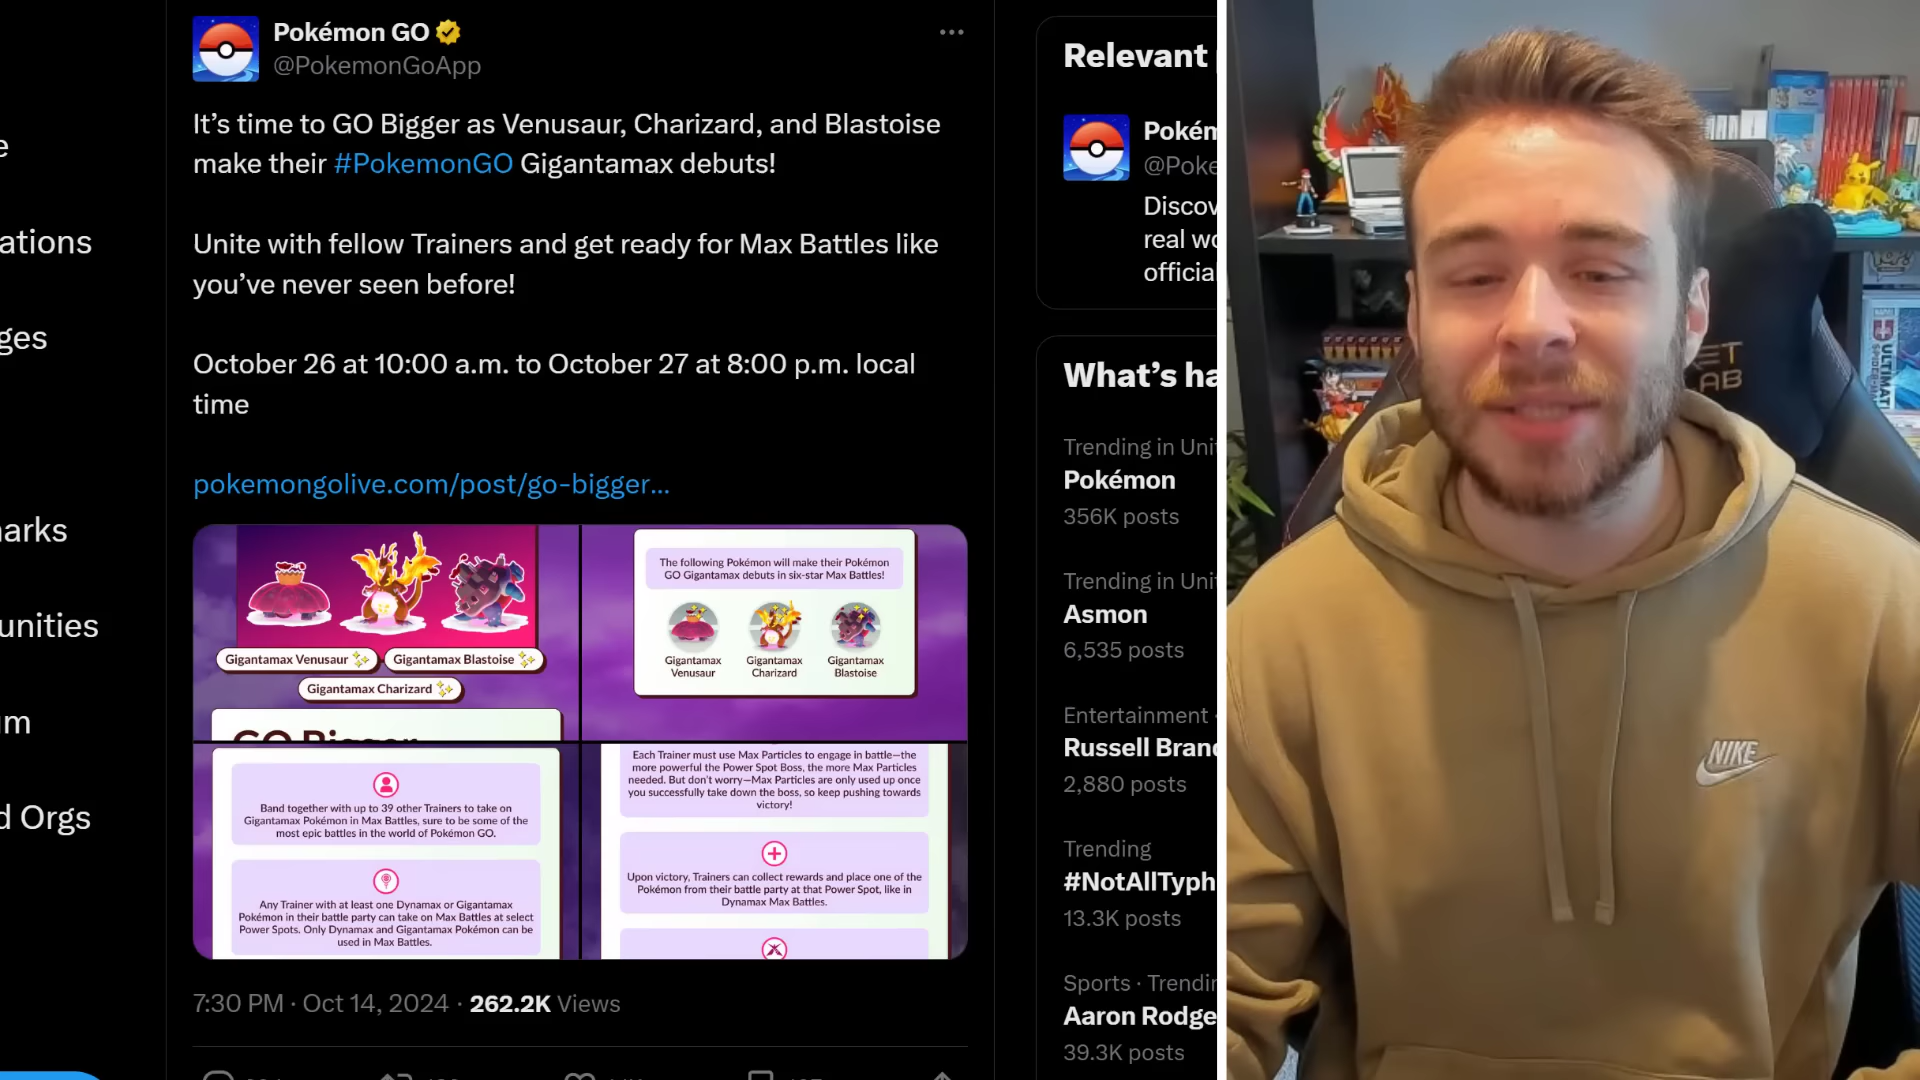 Pokémon GO
@PokemonGoApp
It’s time to GO Bigger as Venusaur, Charizard, and Blastoise
make their #PokemonGO Gigantamax debuts!
Unite with fellow Trainers and get ready for Max Battles like
you’ve never seen before!
October 26 at 10:00 a.m. to October 27 at 8:00 p.m. local
time
pokemongolive.com/post/go-bigger…
Gigantamax Venusaur
Gigantamax Blastoise
Gigantamax Charizard
GO Bigger
The following Pokémon will make their Pokémon
GO Gigantamax debuts in six-star Max Battles!
Gigantamax
Venusaur
Gigantamax
Charizard
Gigantamax
Blastoise
Band together with up to 39 other Trainers to take on
Gigantamax Pokémon in Max Battles, sure to be some of the
most epic battles in the world of Pokémon GO.
Any Trainer with at least one Dynamax or Gigantamax
Pokémon in their battle party can take on Max Battles at select
Power Spots. Only Dynamax and Gigantamax Pokémon can be
used in Max Battles.
Each Trainer must use Max Particles to engage in battle—the
more powerful the Power Spot Boss, the more Max Particles
needed. But don’t worry—Max Particles are only used up once
you successfully take down the boss, so keep pushing towards
victory!
Upon victory, Trainers can collect rewards and place one of the
Pokémon from their battle party at that Power Spot, like in
Dynamax Max Battles.
7:30 PM · Oct 14, 2024 · 262.2K Views
e
ations
ges
arks
unities
d Orgs
Relevant
Pokém
@Poke
Discov
real wo
official
What’s ha
Trending in Unit
Pokémon
356K posts
Trending in Unit
Asmon
6,535 posts
Entertainment ·
Russell Brand
2,880 posts
Trending
#NotAllTyph
13.3K posts
Sports · Trendin
Aaron Rodge
39.3K posts
NIKE
ET
AB
ULTIMAT